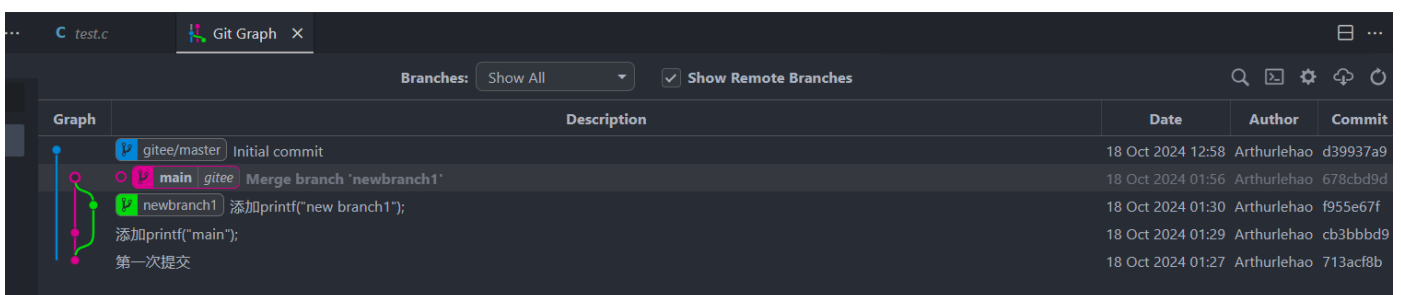 ... C test.c Git Graph × ...
Branches: Show All Show Remote Branches
Graph Description Date Author Commit
gitee/master Initial commit 18 Oct 2024 12:58 Arthurlehao d39937a9
main gitee Merge branch 'newbranch1' 18 Oct 2024 01:56 Arthurlehao 678cbd9d
newbranch1 添加printf("new branch1"); 18 Oct 2024 01:30 Arthurlehao f955e67f
添加printf("main"); 18 Oct 2024 01:29 Arthurlehao cb3bbbd9
第一次提交 18 Oct 2024 01:27 Arthurlehao 713acf8b